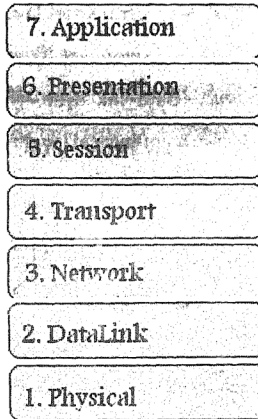 7. Application
6. Presentation
5. Session
4. Transport
3. Network
2. DataLink
1. Physical